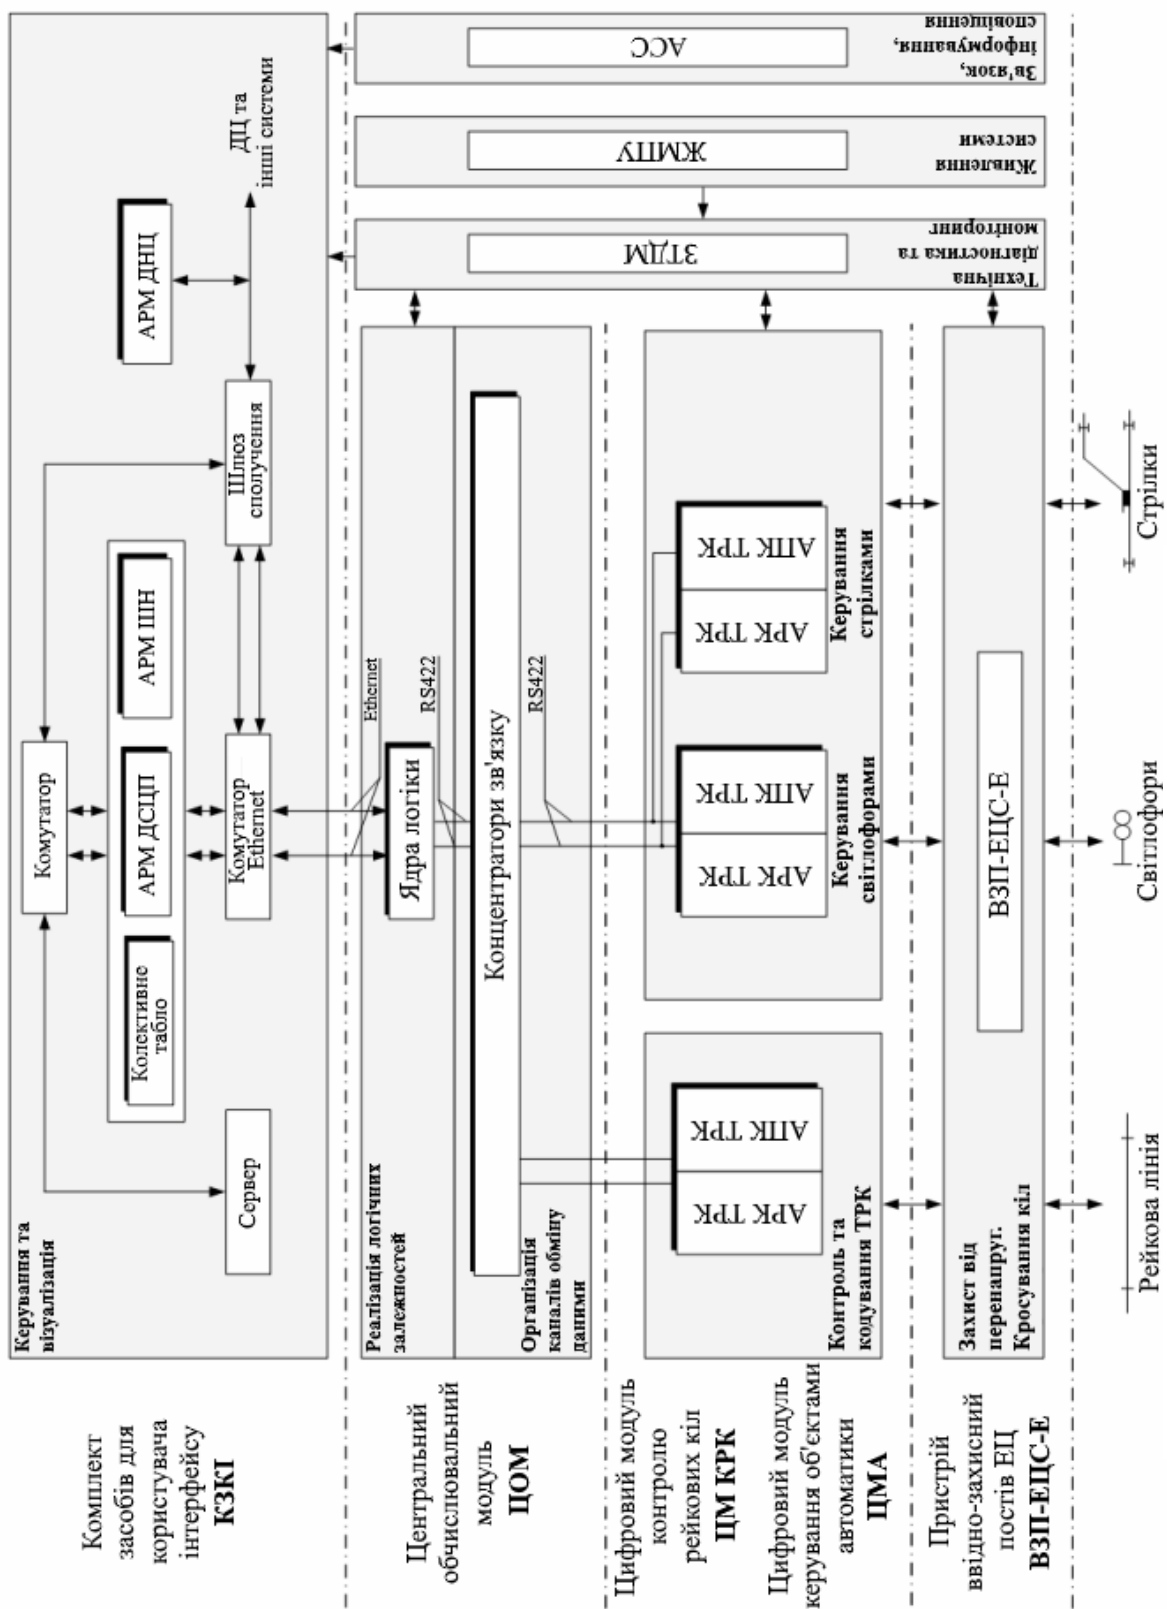 Комплект
засобів для
користувача
інтерфейсу
КЗКІ
Керування та
візуалізація
Сервер
Комутатор
Колективне
табло
АРМ ДСЦП
АРМ ШН
Комутатор
Ethernet
Шлюз
сполучення
АРМ ДНЦ
ДЦ та
інші системи
Центральний
обчислювальний
модуль
ЦОМ
Реалізація логічних
залежностей
Ethernet
Ядра логіки
RS422
Концентратори зв'язку
Організація
каналів обміну
даними
RS422
Цифровий модуль
контролю
рейкових кіл
ЦМ КРК
Цифровий модуль
керування об'єктами
автоматики
ЦМА
АРК ТРК
АПК ТРК
Контроль та
кодування ТРК
АРК ТРК
АПК ТРК
Керування
світлофорами
АРК ТРК
АПК ТРК
Керування
стрілками
Пристрій
ввідно-захисний
постів ЕЦ
ВЗП-ЕЦС-Е
Захист від
перенапруг.
Кросування кіл
ВЗП-ЕЦС-Е
Рейкова лінія
Світлофори
Стрілки
Технічна
діагностика та
моніторинг
ЗТДМ
Живлення
системи
ЖМПУ
Зв'язок,
інформування,
сповіщення
АСС